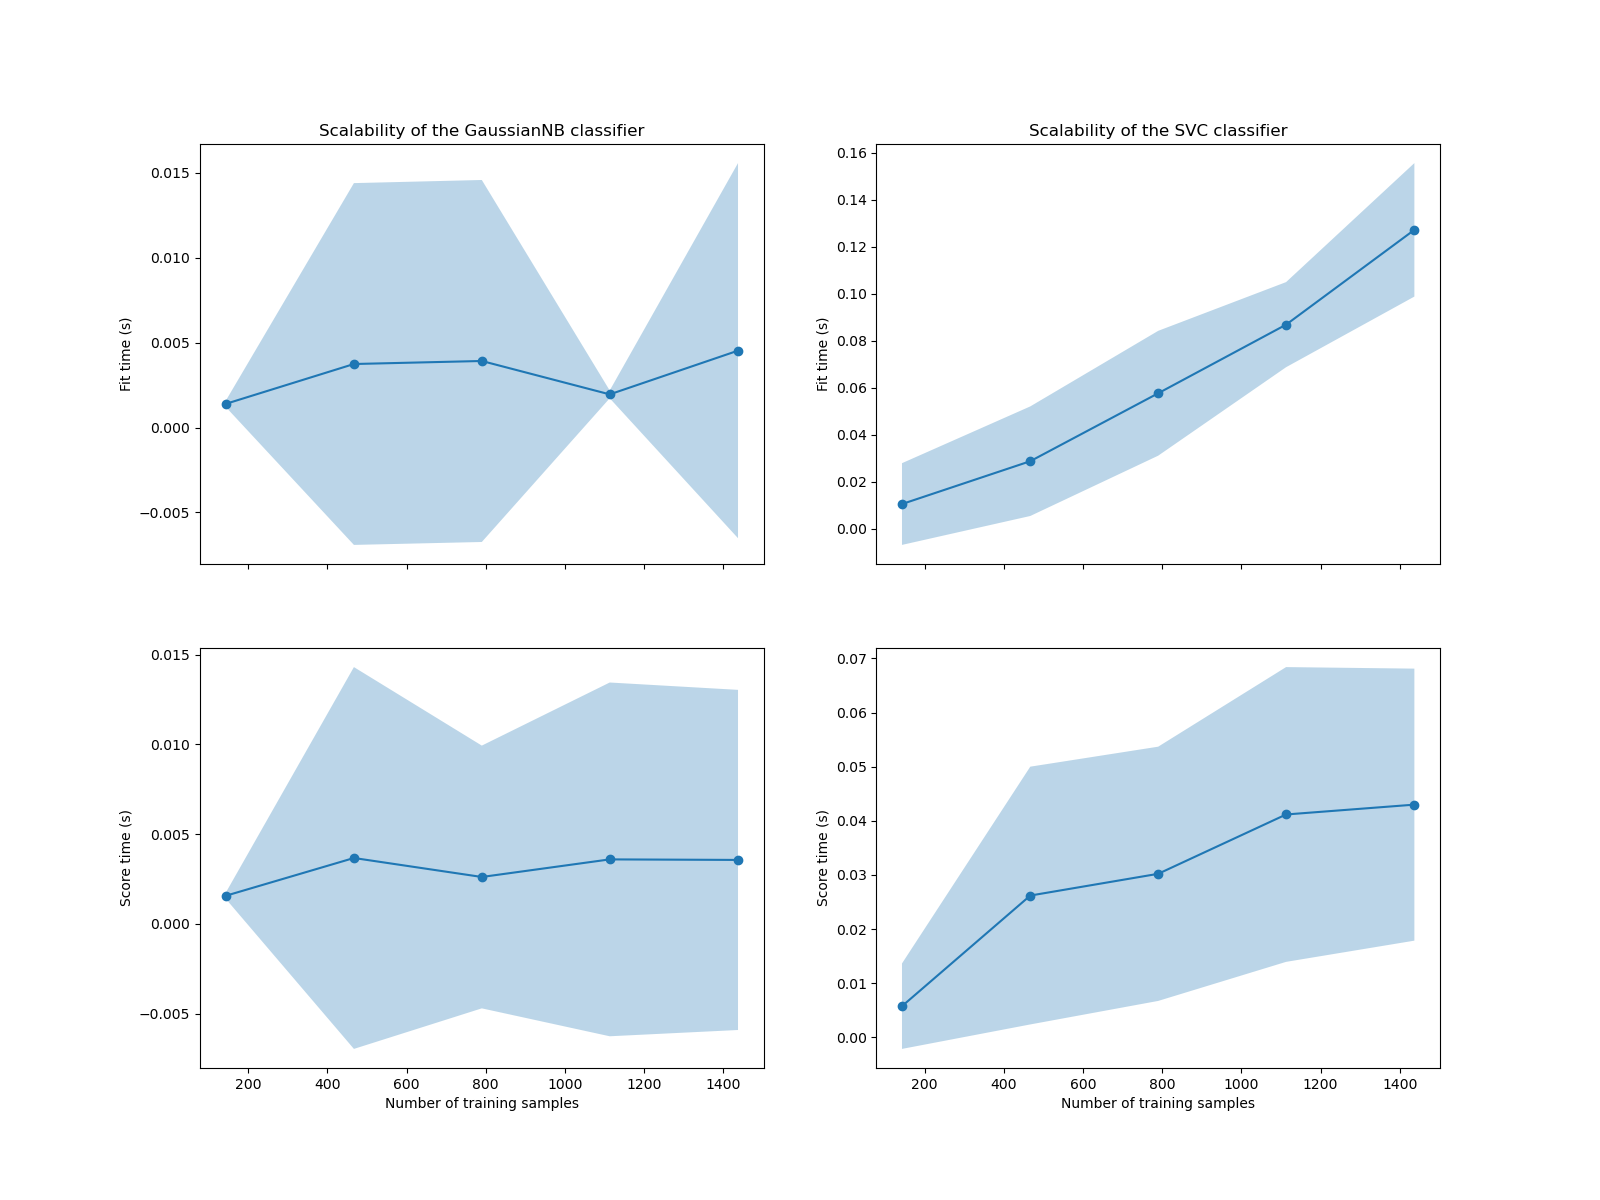 Scalability of the GaussianNB classifier
0.015
0.010
0.005
0.000
−0.005
Fit time (s)
Scalability of the SVC classifier
0.16
0.14
0.12
0.10
0.08
0.06
0.04
0.02
0.00
Fit time (s)
0.015
0.010
0.005
0.000
−0.005
Score time (s)
200 400 600 800 1000 1200 1400
Number of training samples
0.07
0.06
0.05
0.04
0.03
0.02
0.01
0.00
Score time (s)
200 400 600 800 1000 1200 1400
Number of training samples